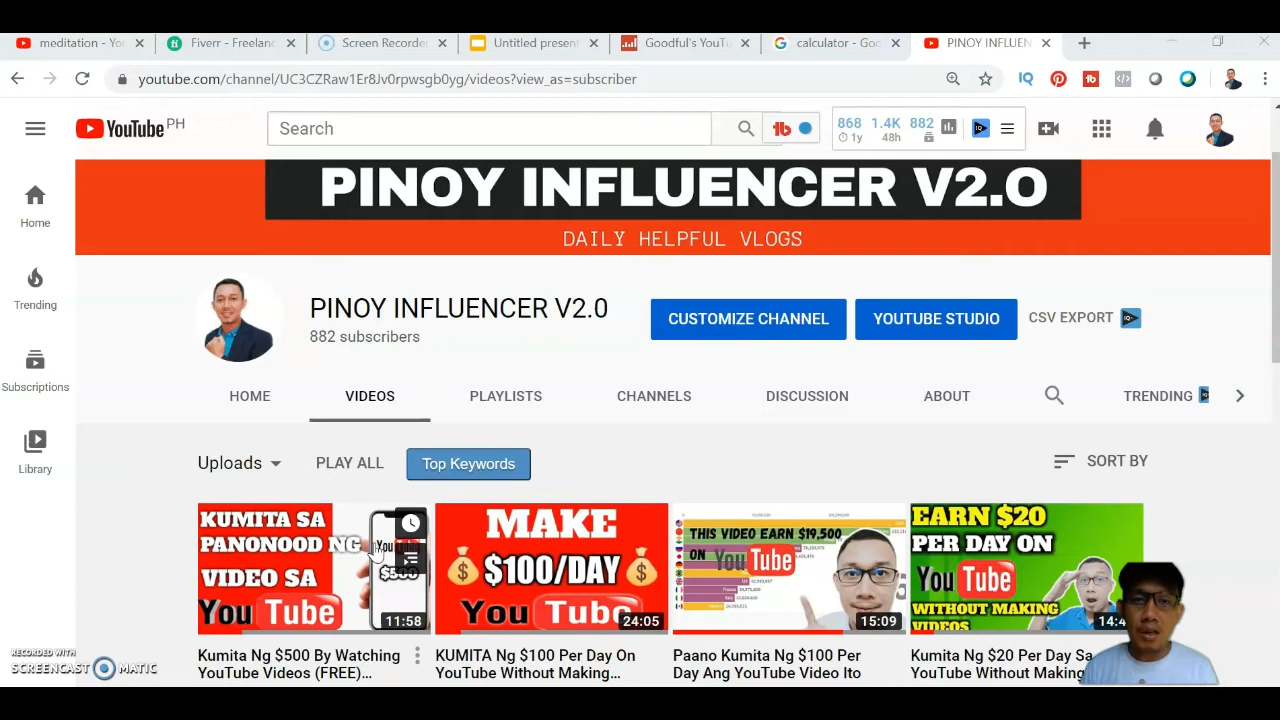 meditation - Yo
Fiverr - Freelanc
Screen Recorde
Untitled present
Goodful's YouTu
calculator - Goo
PINOY INFLUEN
youtube.com/channel/UC3CZRaw1Er8Jv0rpwsgb0yg/videos?view_as=subscriber
YouTube PH
Search
868 1.4K 882
1y 48h
PINOY INFLUENCER V2.O
DAILY HELPFUL VLOGS
Home
Trending
Subscriptions
Library
PINOY INFLUENCER V2.0
882 subscribers
CUSTOMIZE CHANNEL
YOUTUBE STUDIO
CSV EXPORT
HOME
VIDEOS
PLAYLISTS
CHANNELS
DISCUSSION
ABOUT
TRENDING
Uploads
PLAY ALL
Top Keywords
SORT BY
KUMITA SA
PANONOOD NG
VIDEO SA
YouTube
$500
11:58
Kumita Ng $500 By Watching
YouTube Videos (FREE)...
MAKE
$100/DAY
YouTube
24:05
KUMITA Ng $100 Per Day On
YouTube Without Making...
THIS VIDEO EARN $19,500
ON YouTube
15:09
Paano Kumita Ng $100 Per
Day Ang YouTube Video Ito
EARN $20
PER DAY ON
YouTube
WITHOUT MAKING
VIDEOS
14:4
Kumita Ng $20 Per Day Sa
YouTube Without Making
RECORDED WITH
SCREENCAST MATIC